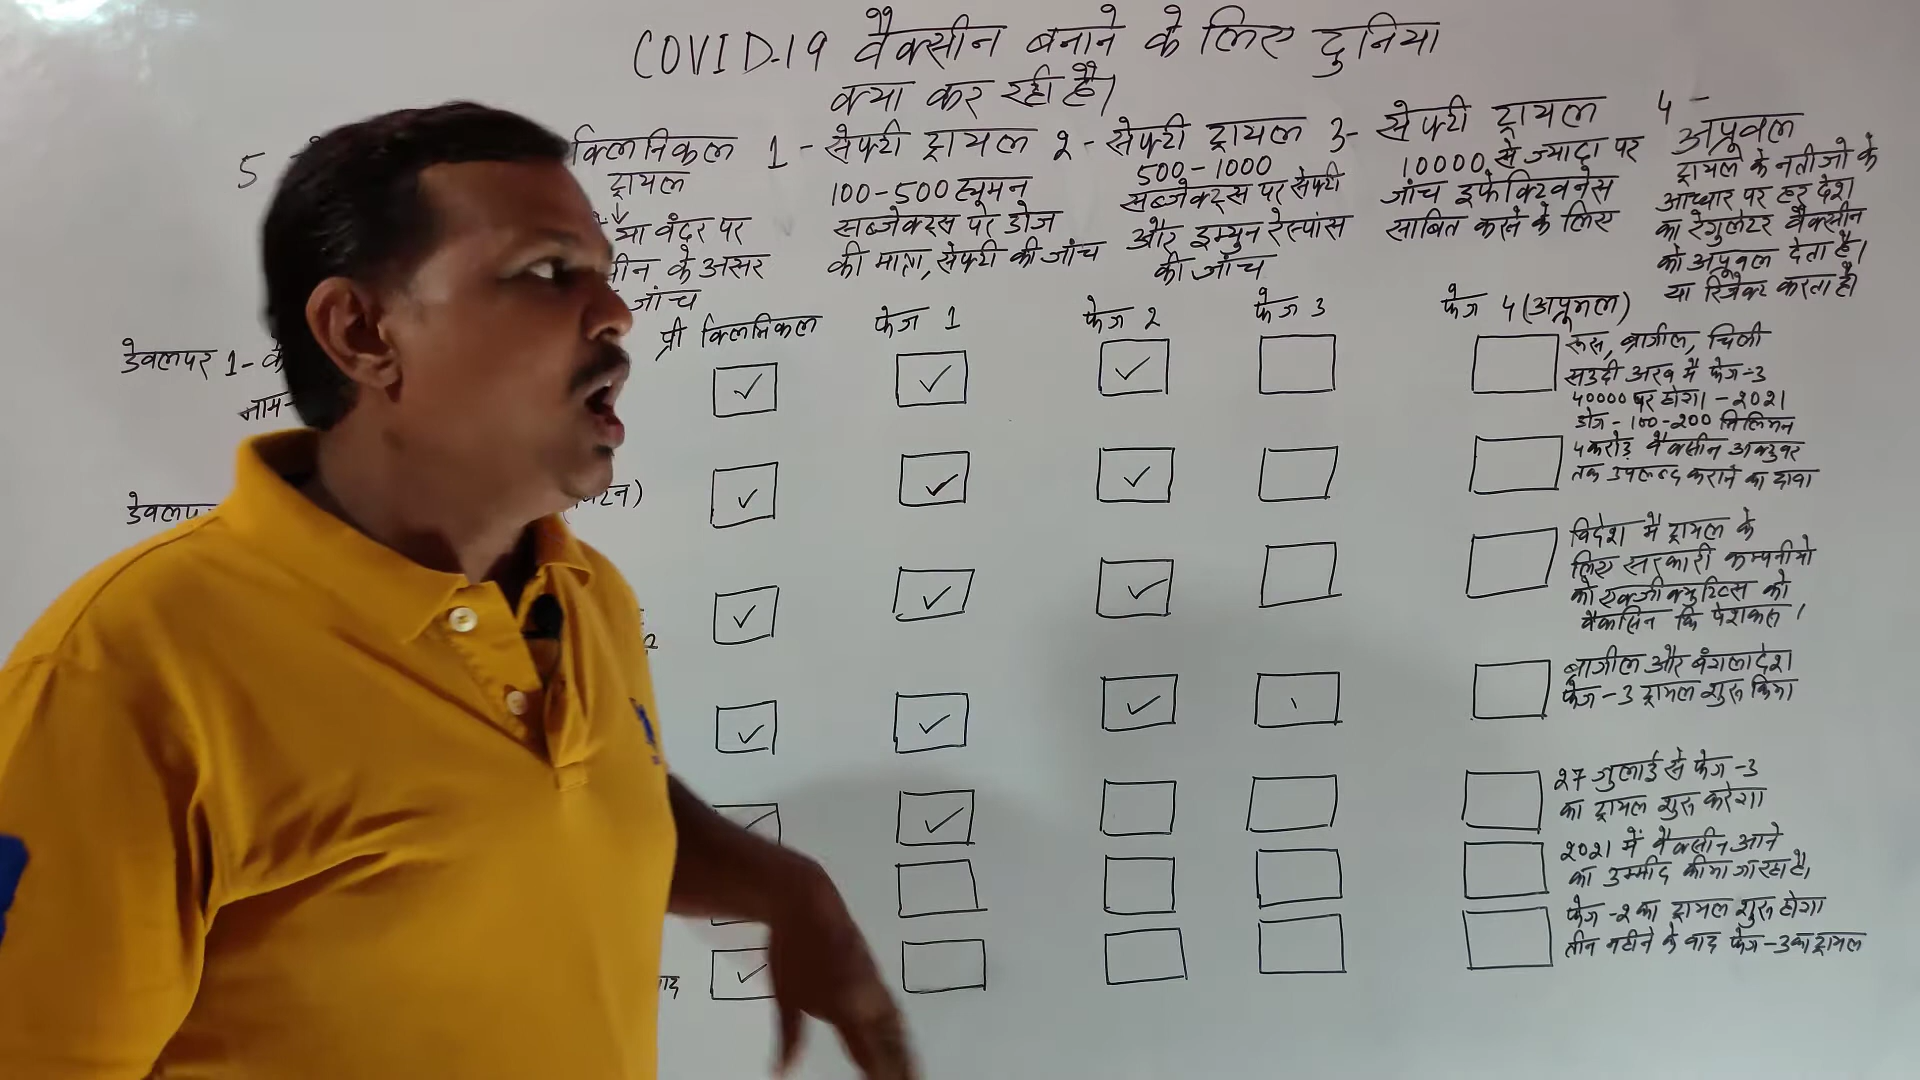 COVID-19 वैक्सीन बनाने के लिए दुनिया
क्या कर रही है।
5
क्लिनिकल
ट्रायल
या बंदर पर
के असर
जांच
1 - सेफ्टी ट्रायल
100-500 ह्यूमन
सब्जेक्ट्स पर डोज
की मात्रा, सेफ्टी की जांच
2 - सेफ्टी ट्रायल
500-1000
सब्जेक्ट्स पर सेफ्टी
और इम्युन रेस्पांस
की जांच
3- सेफ्टी ट्रायल
10000 से ज्यादा पर
जांच इफेक्टिवनेस
साबित करने के लिए
4 -
अप्रूवल
ट्रायल के नतीजो के
आधार पर हर देश
का रेगुलेटर वैक्सीन
को अप्रूवल देता है।
या रिजेक्ट करता है।
प्री क्लिनिकल फेज 1 फेज 2 फेज 3 फेज 4 (अप्रूवल)
डेवलपर 1-
नाम-
रूस, ब्राजील, चिली
सउदी अरब में फेज-3
40000 पर होगा - 2021
डोज - 100-200 मिलियन
4 करोड़ वैक्सीन अक्टुबर
तक उपलब्द कराने का दावा
विदेश में ट्रायल के
लिए सरकारी कम्पनीयो
को एक्जीक्युटिव्स को
वैकसिन कि पेशकश।
ब्राजील और बंगलादेश
फेज-3 ट्रायल शुरू किया
27 जुलाई से फेज-3
का ट्रायल शुरू करेगा
2021 में वैक्सीन आने
का उम्मीद कीया जा रहा है।
फेज-2 का ट्रायल शुरू होगा
तीन महीने के बाद फेज-3 का ट्रायल